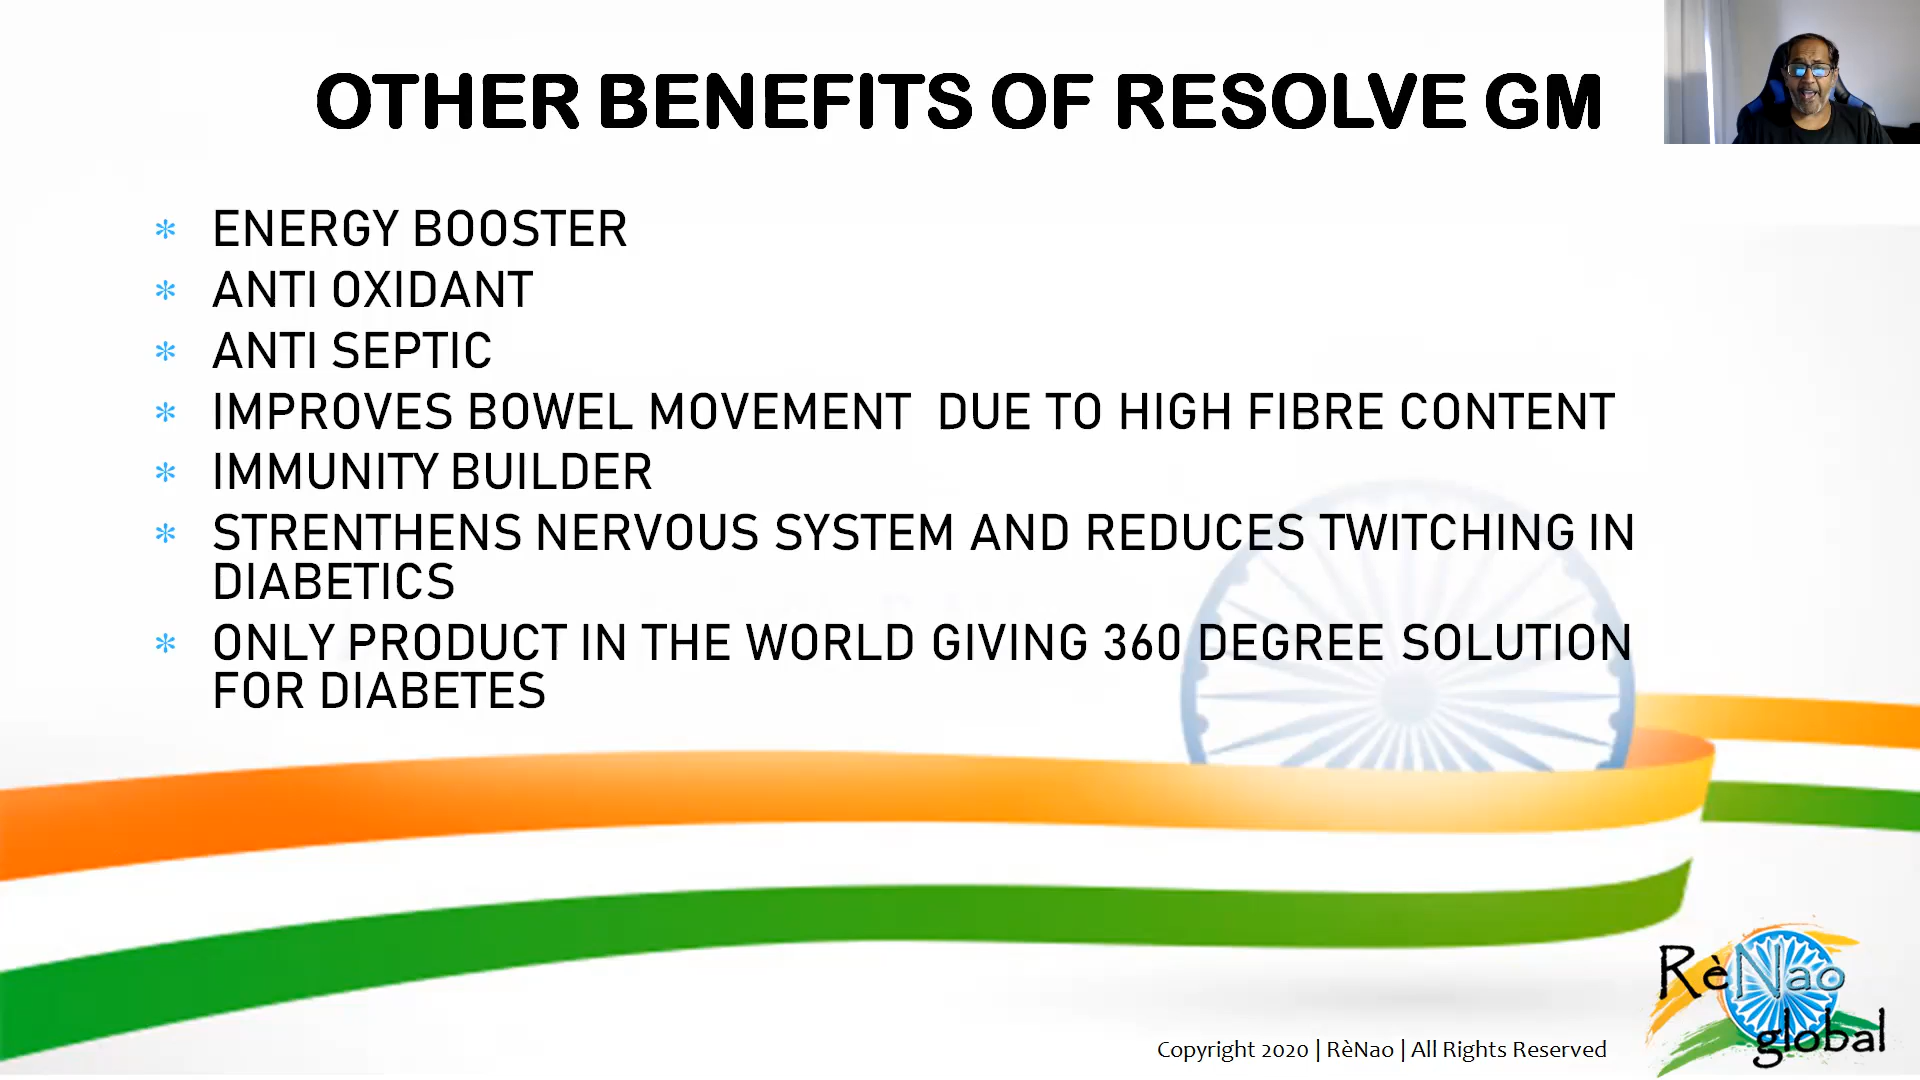 OTHER BENEFITS OF RESOLVE GM
* ENERGY BOOSTER
* ANTI OXIDANT
* ANTI SEPTIC
* IMPROVES BOWEL MOVEMENT DUE TO HIGH FIBRE CONTENT
* IMMUNITY BUILDER
* STRENTHENS NERVOUS SYSTEM AND REDUCES TWITCHING IN
DIABETICS
* ONLY PRODUCT IN THE WORLD GIVING 360 DEGREE SOLUTION
FOR DIABETES
RèNao
global
Copyright 2020 | RèNao | All Rights Reserved